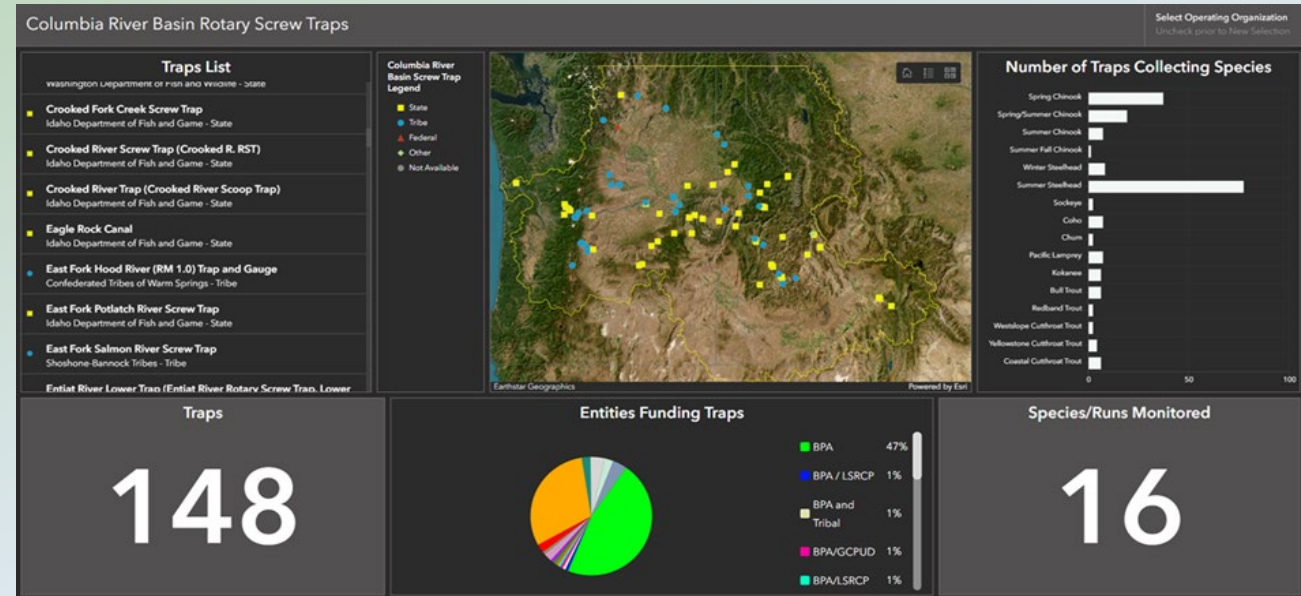 Columbia River Basin Rotary Screw Traps
Select Operating Organization
Uncheck prior to New Selection
Traps List
Washington Department of Fish and Wildlife - State
Crooked Fork Creek Screw Trap
Idaho Department of Fish and Game - State
Crooked River Screw Trap (Crooked R. RST)
Idaho Department of Fish and Game - State
Crooked River Trap (Crooked River Scoop Trap)
Idaho Department of Fish and Game - State
Eagle Rock Canal
Idaho Department of Fish and Game - State
East Fork Hood River (RM 1.0) Trap and Gauge
Confederated Tribes of Warm Springs - Tribe
East Fork Potlatch River Screw Trap
Idaho Department of Fish and Game - State
East Fork Salmon River Screw Trap
Shoshone-Bannock Tribes - Tribe
Entiat River Lower Trap (Entiat River Rotary Screw Trap, Lower
Columbia River
Basin Screw Trap
Legend
State
Tribe
Federal
Other
Not Available
Earthstar Geographics
Powered by Esri
Number of Traps Collecting Species
Spring Chinook
Spring/Summer Chinook
Summer Chinook
Summer Fall Chinook
Winter Steelhead
Summer Steelhead
Sockeye
Coho
Chum
Pacific Lamprey
Kokanee
Bull Trout
Redband Trout
Westslope Cutthroat Trout
Yellowstone Cutthroat Trout
Coastal Cutthroat Trout
0 50 100
Traps
148
Entities Funding Traps
BPA 47%
BPA / LSRCP 1%
BPA and
Tribal 1%
BPA/GCPUD 1%
BPA/LSRCP 1%
Species/Runs Monitored
16